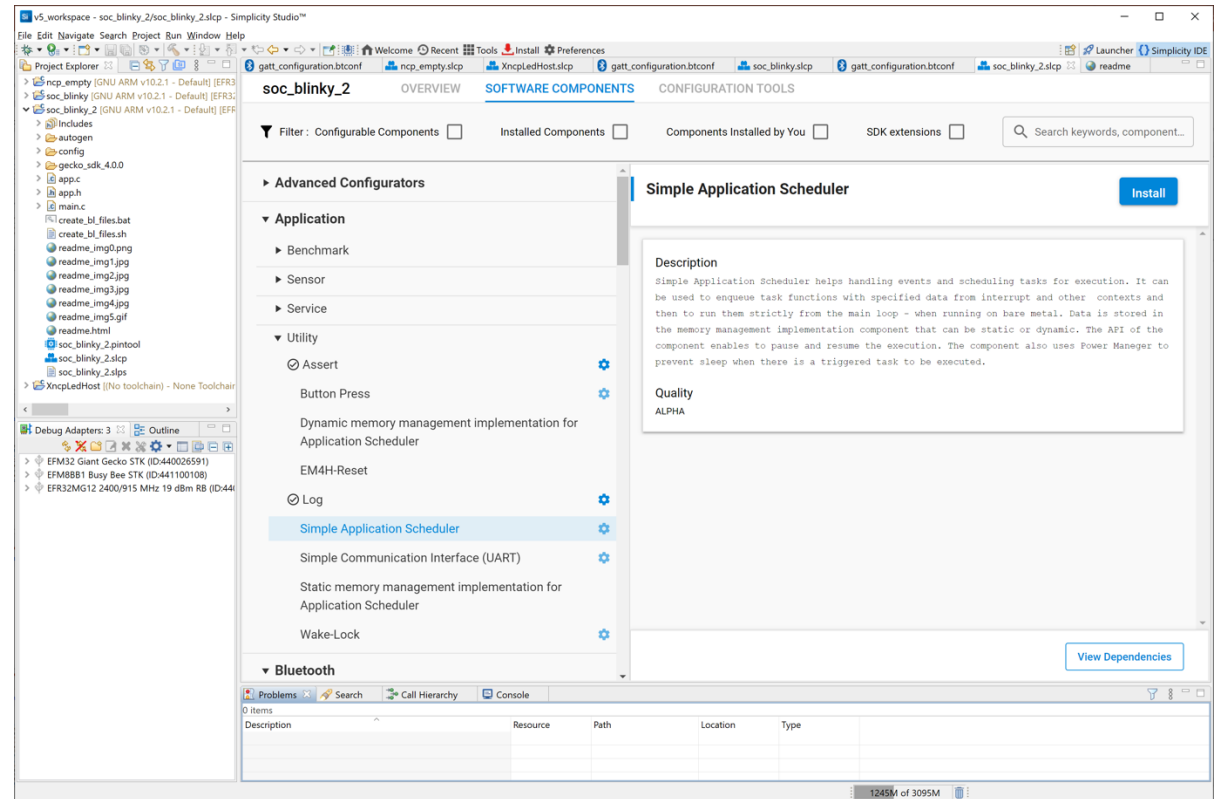 v5_workspace - soc_blinky_2/soc_blinky_2.slcp - Simplicity Studio™
File Edit Navigate Search Project Run Window Help
Welcome Recent Tools Install Preferences
Launcher Simplicity IDE
Project Explorer
gatt_configuration.btconf ncp_empty.slcp XncpLedHost.slcp gatt_configuration.btconf soc_blinky.slcp gatt_configuration.btconf soc_blinky_2.slcp readme
ncp_empty [GNU ARM v10.2.1 - Default] [EFR3
soc_blinky [GNU ARM v10.2.1 - Default] [EFR32
soc_blinky_2 [GNU ARM v10.2.1 - Default] [EFR
Includes
autogen
config
gecko_sdk_4.0.0
app.c
app.h
main.c
create_bl_files.bat
create_bl_files.sh
readme_img0.png
readme_img1.jpg
readme_img2.jpg
readme_img3.jpg
readme_img4.jpg
readme_img5.gif
readme.html
soc_blinky_2.pintool
soc_blinky_2.slcp
soc_blinky_2.slps
XncpLedHost [(No toolchain) - None Toolchain
Debug Adapters: 3 Outline
EFM32 Giant Gecko STK (ID:440026591)
EFM8BB1 Busy Bee STK (ID:441100108)
EFR32MG12 2400/915 MHz 19 dBm RB (ID:440
soc_blinky_2 OVERVIEW SOFTWARE COMPONENTS CONFIGURATION TOOLS
Filter : Configurable Components Installed Components Components Installed by You SDK extensions Search keywords, component...
Advanced Configurators
Application
Benchmark
Sensor
Service
Utility
Assert
Button Press
Dynamic memory management implementation for
Application Scheduler
EM4H-Reset
Log
Simple Application Scheduler
Simple Communication Interface (UART)
Static memory management implementation for
Application Scheduler
Wake-Lock
Bluetooth
Simple Application Scheduler
Install
Description
Simple Application Scheduler helps handling events and scheduling tasks for execution. It can
be used to enqueue task functions with specified data from interrupt and other contexts and
then to run them strictly from the main loop - when running on bare metal. Data is stored in
the memory management implementation component that can be static or dynamic. The API of the
component enables to pause and resume the execution. The component also uses Power Maneger to
prevent sleep when there is a triggered task to be executed.
Quality
ALPHA
View Dependencies
Problems Search Call Hierarchy Console
0 items
Description Resource Path Location Type
1245M of 3095M